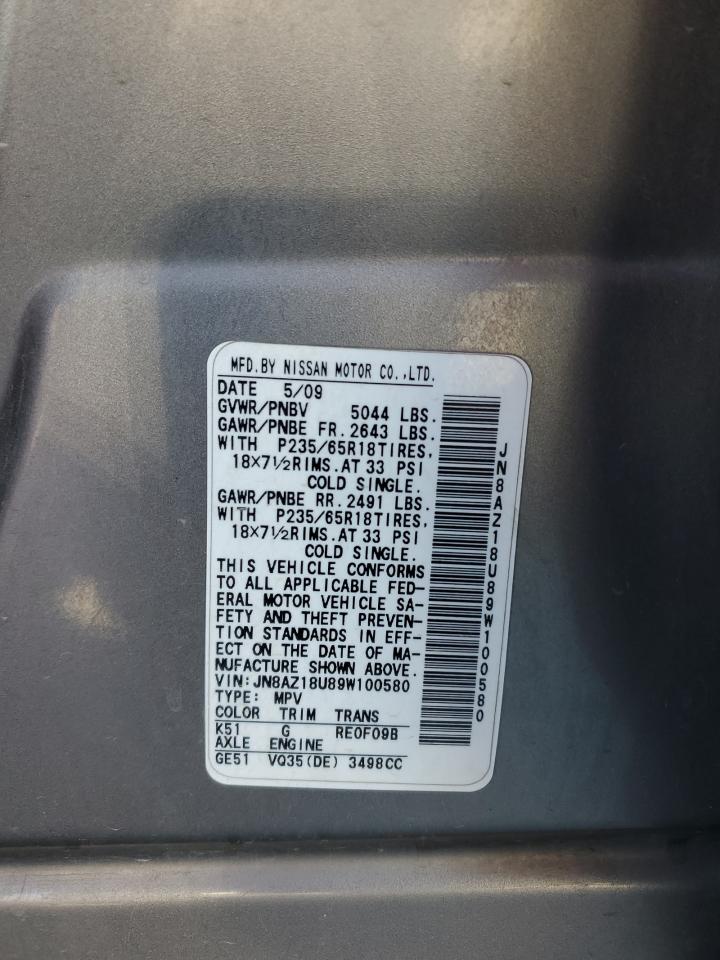 MFD.BY NISSAN MOTOR CO.,LTD.
DATE 5/09
GVWR/PNBV 5044 LBS.
GAWR/PNBE FR.2643 LBS.
WITH P235/65R18TIRES,
18×7½RIMS.AT 33 PSI
COLD SINGLE.
GAWR/PNBE RR.2491 LBS.
WITH P235/65R18TIRES,
18×7½RIMS.AT 33 PSI
COLD SINGLE.
THIS VEHICLE CONFORMS
TO ALL APPLICABLE FED-
ERAL MOTOR VEHICLE SA-
FETY AND THEFT PREVEN-
TION STANDARDS IN EFF-
ECT ON THE DATE OF MA-
NUFACTURE SHOWN ABOVE.
VIN:JN8AZ18U89W100580
TYPE: MPV
COLOR TRIM TRANS
K51 G RE0F09B
AXLE ENGINE
GE51 VQ35(DE) 3498CC
JN8AZ18U89W100580